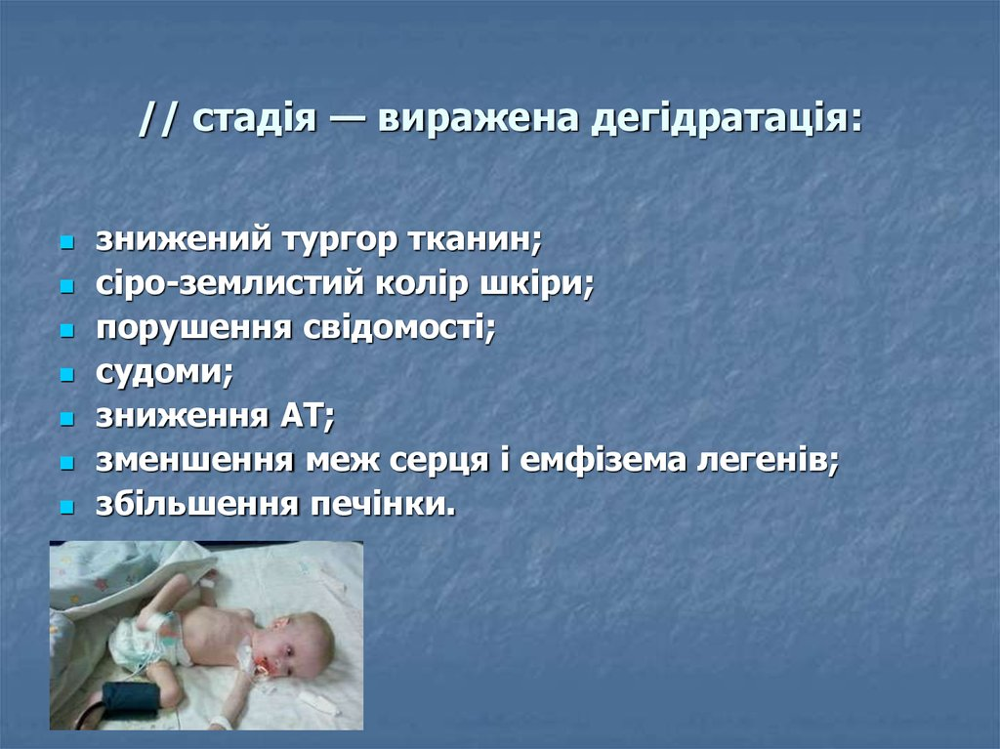 // стадія — виражена дегідратація:
знижений тургор тканин;
сіро-землистий колір шкіри;
порушення свідомості;
судоми;
зниження АТ;
зменшення меж серця і емфізема легенів;
збільшення печінки.